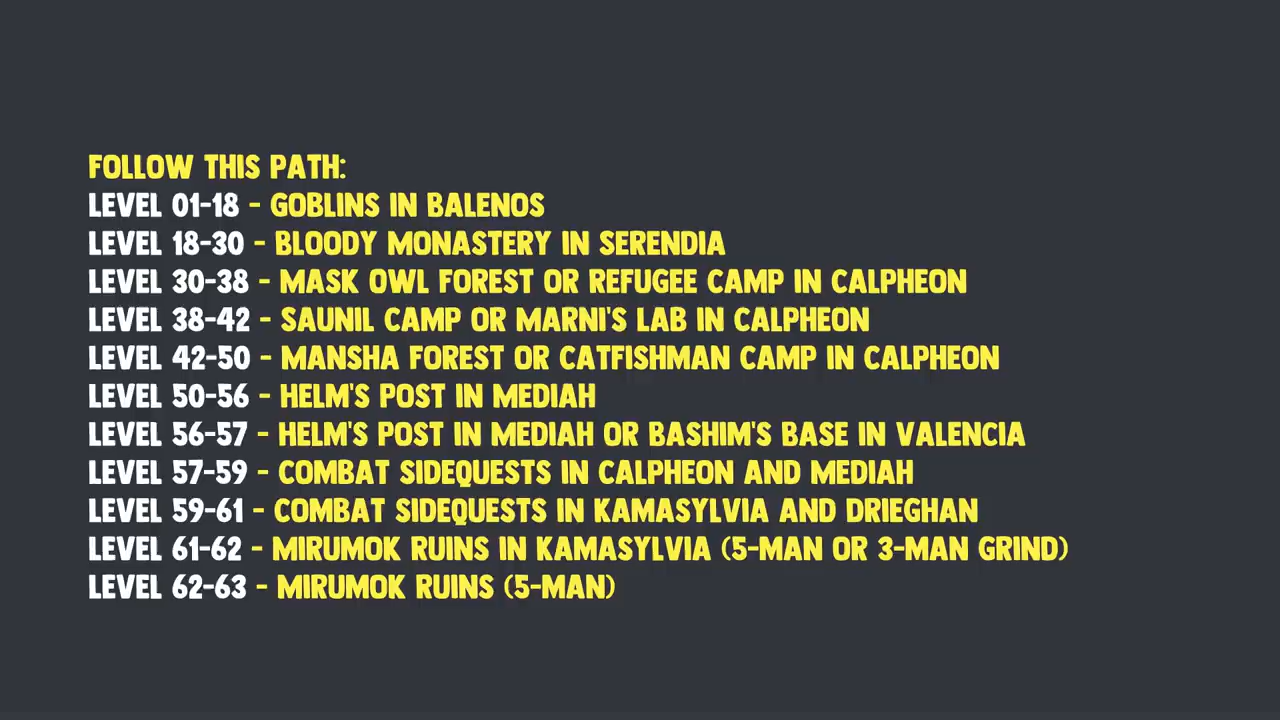 FOLLOW THIS PATH:
LEVEL 01-18 - GOBLINS IN BALENOS
LEVEL 18-30 - BLOODY MONASTERY IN SERENDIA
LEVEL 30-38 - MASK OWL FOREST OR REFUGEE CAMP IN CALPHEON
LEVEL 38-42 - SAUNIL CAMP OR MARNI'S LAB IN CALPHEON
LEVEL 42-50 - MANSHA FOREST OR CATFISHMAN CAMP IN CALPHEON
LEVEL 50-56 - HELM'S POST IN MEDIAH
LEVEL 56-57 - HELM'S POST IN MEDIAH OR BASHIM'S BASE IN VALENCIA
LEVEL 57-59 - COMBAT SIDEQUESTS IN CALPHEON AND MEDIAH
LEVEL 59-61 - COMBAT SIDEQUESTS IN KAMASYLVIA AND DRIEGHAN
LEVEL 61-62 - MIRUMOK RUINS IN KAMASYLVIA (5-MAN OR 3-MAN GRIND)
LEVEL 62-63 - MIRUMOK RUINS (5-MAN)